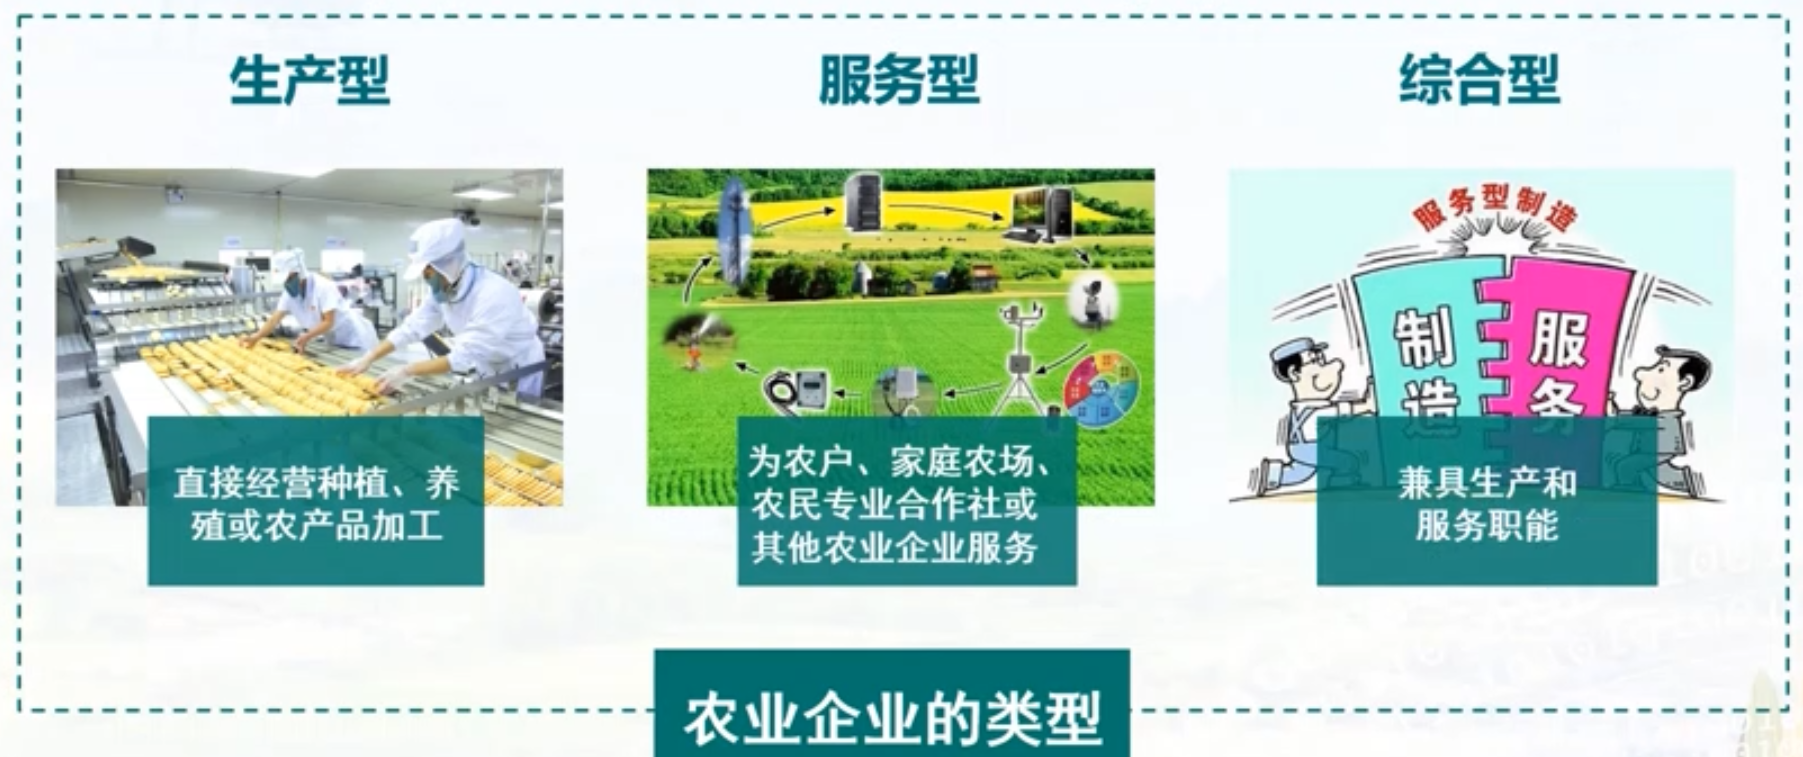 生产型
服务型
综合型
服务型制造
制造
服务
直接经营种植、养
殖或农产品加工
为农户、家庭农场、
农民专业合作社或
其他农业企业服务
兼具生产和
服务职能
农业企业的类型